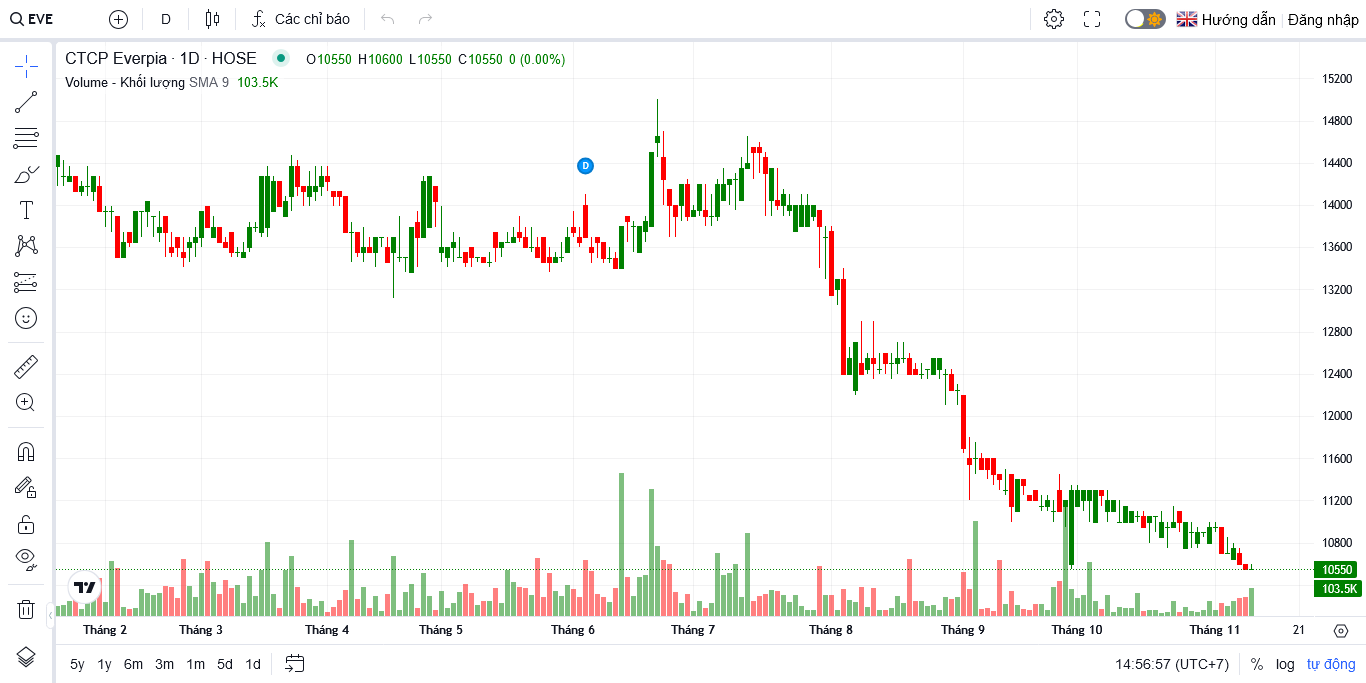 EVE D Các chỉ báo Hướng dẫn Đăng nhập
CTCP Everpia · 1D · HOSE O10550 H10600 L10550 C10550 0 (0.00%)
Volume - Khối lượng SMA 9 103.5K
D
15200
14800
14400
14000
13600
13200
12800
12400
12000
11600
11200
10800
10550
103.5K
Tháng 2 Tháng 3 Tháng 4 Tháng 5 Tháng 6 Tháng 7 Tháng 8 Tháng 9 Tháng 10 Tháng 11 21
5y 1y 6m 3m 1m 5d 1d 14:56:57 (UTC+7) % log tự động